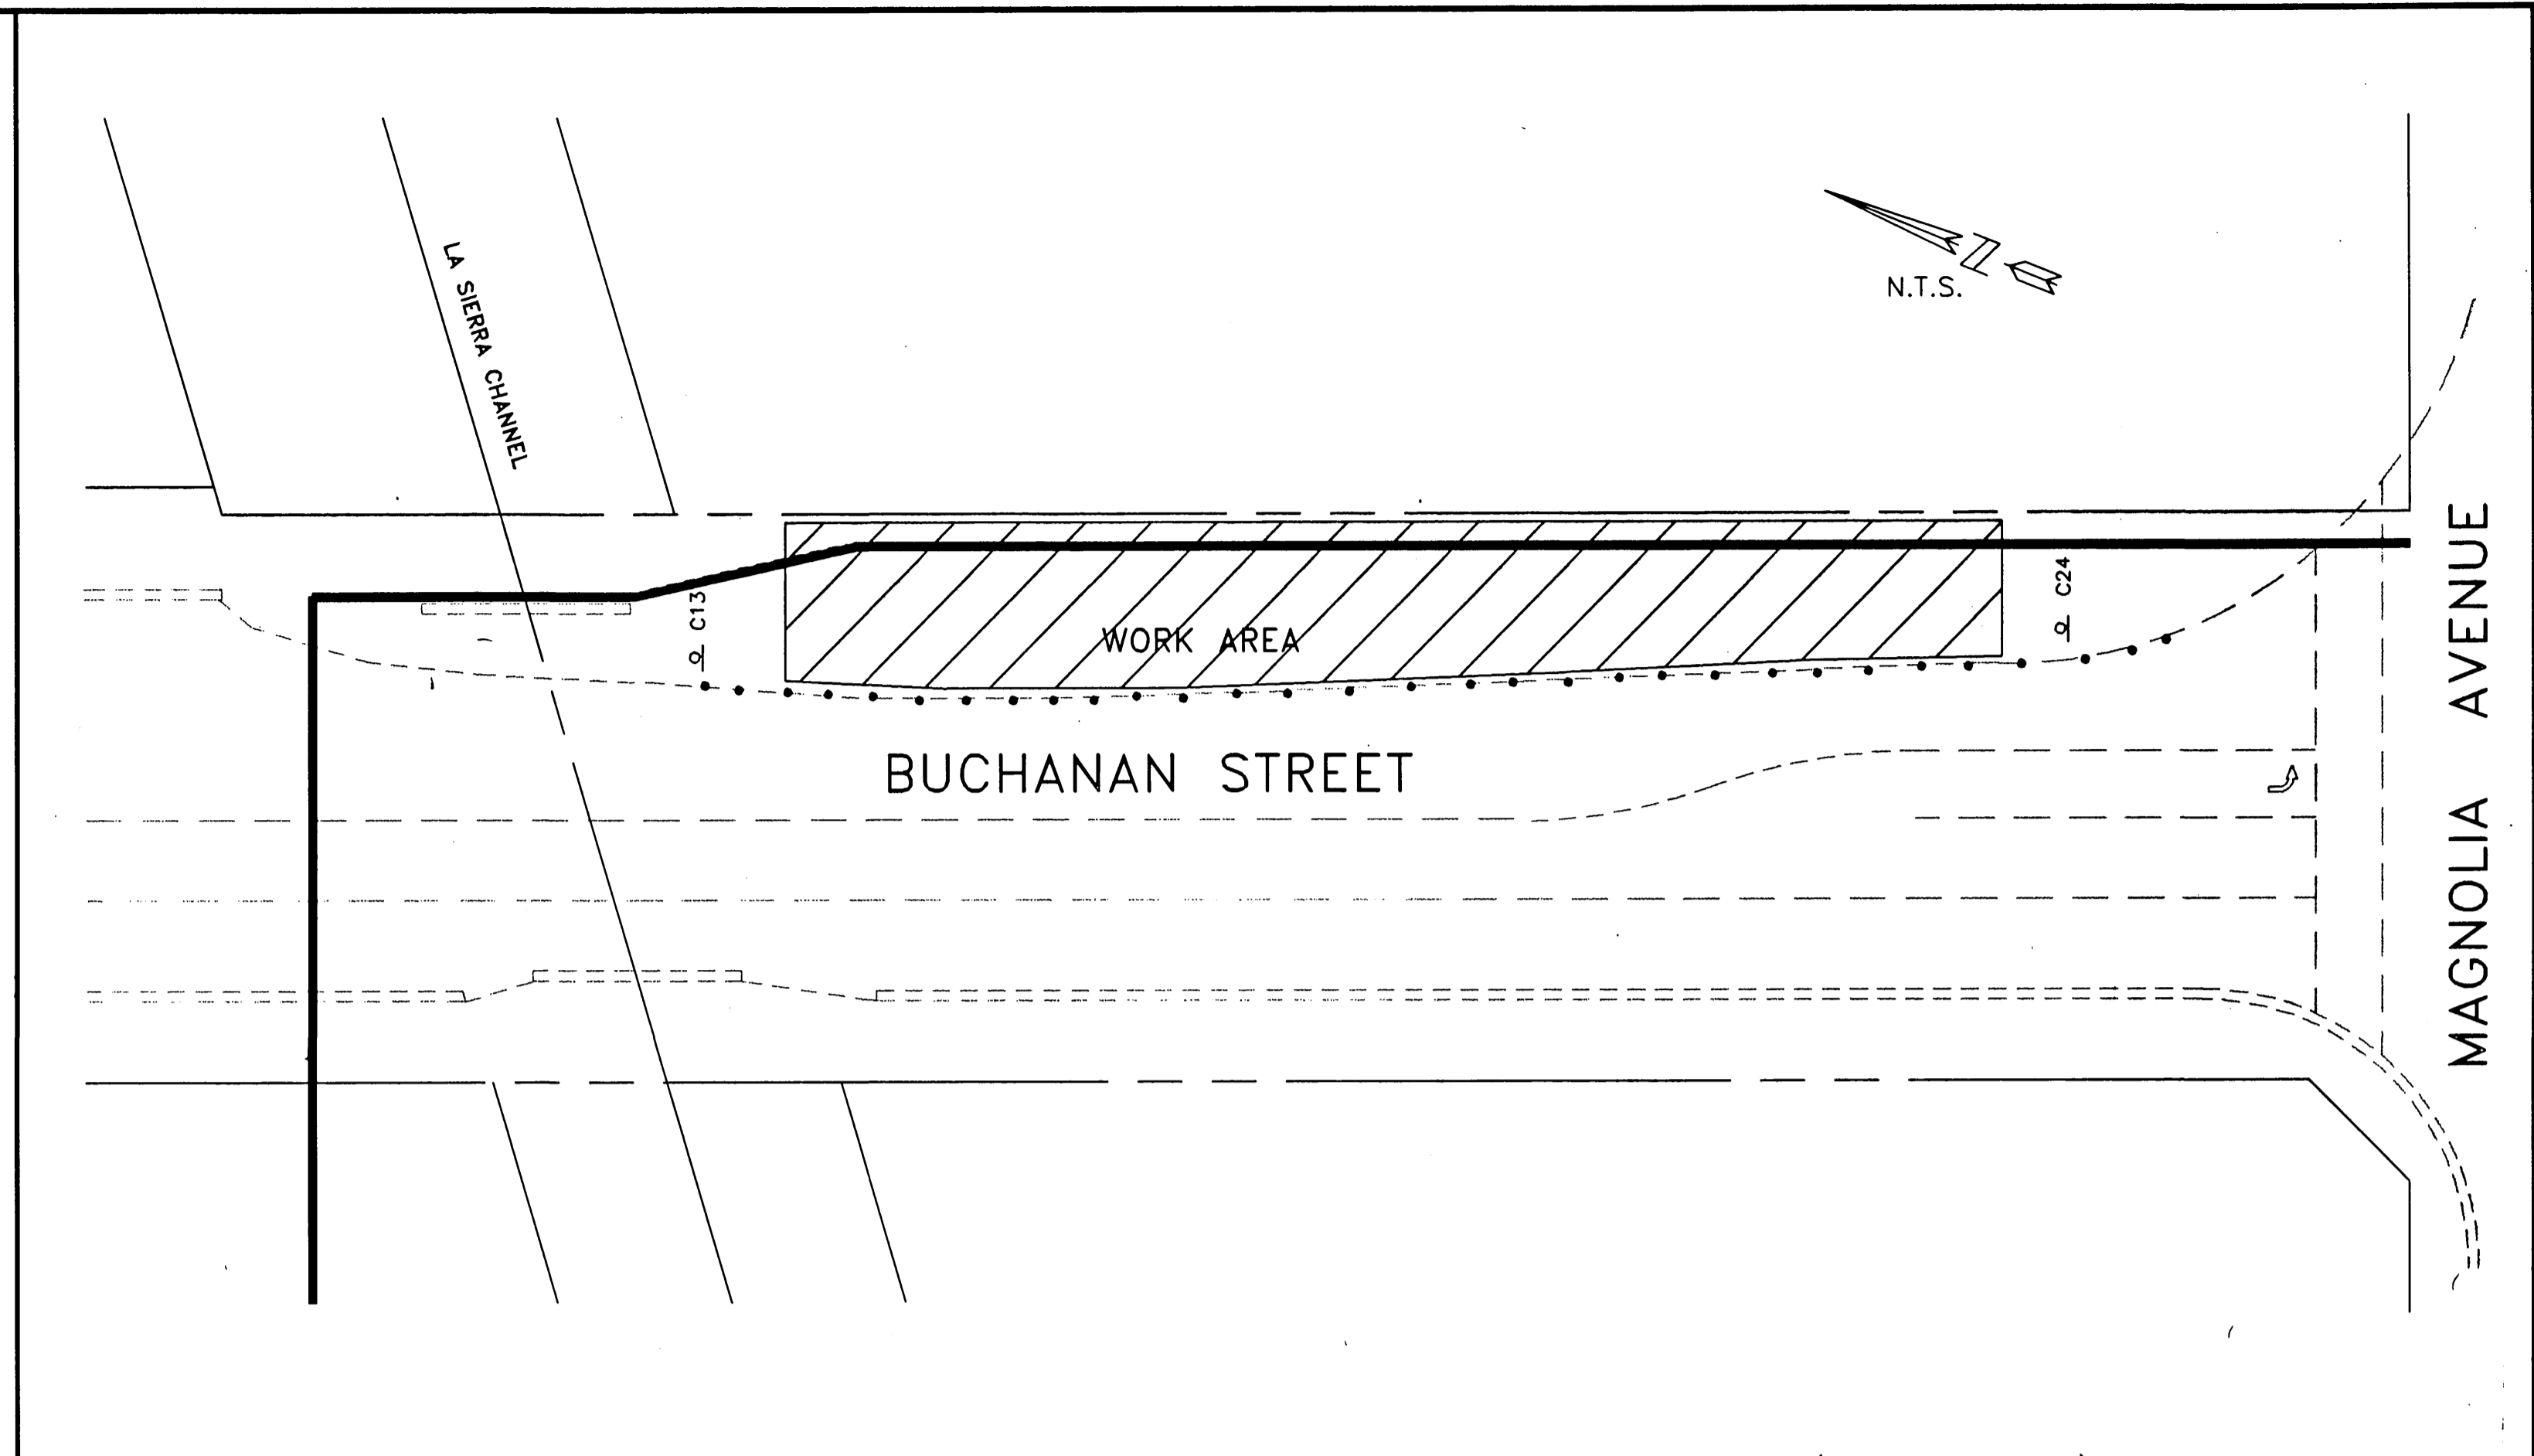 LA SIERRA CHANNEL
N
N.T.S.
C13
C24
WORK AREA
BUCHANAN STREET
MAGNOLIA AVENUE